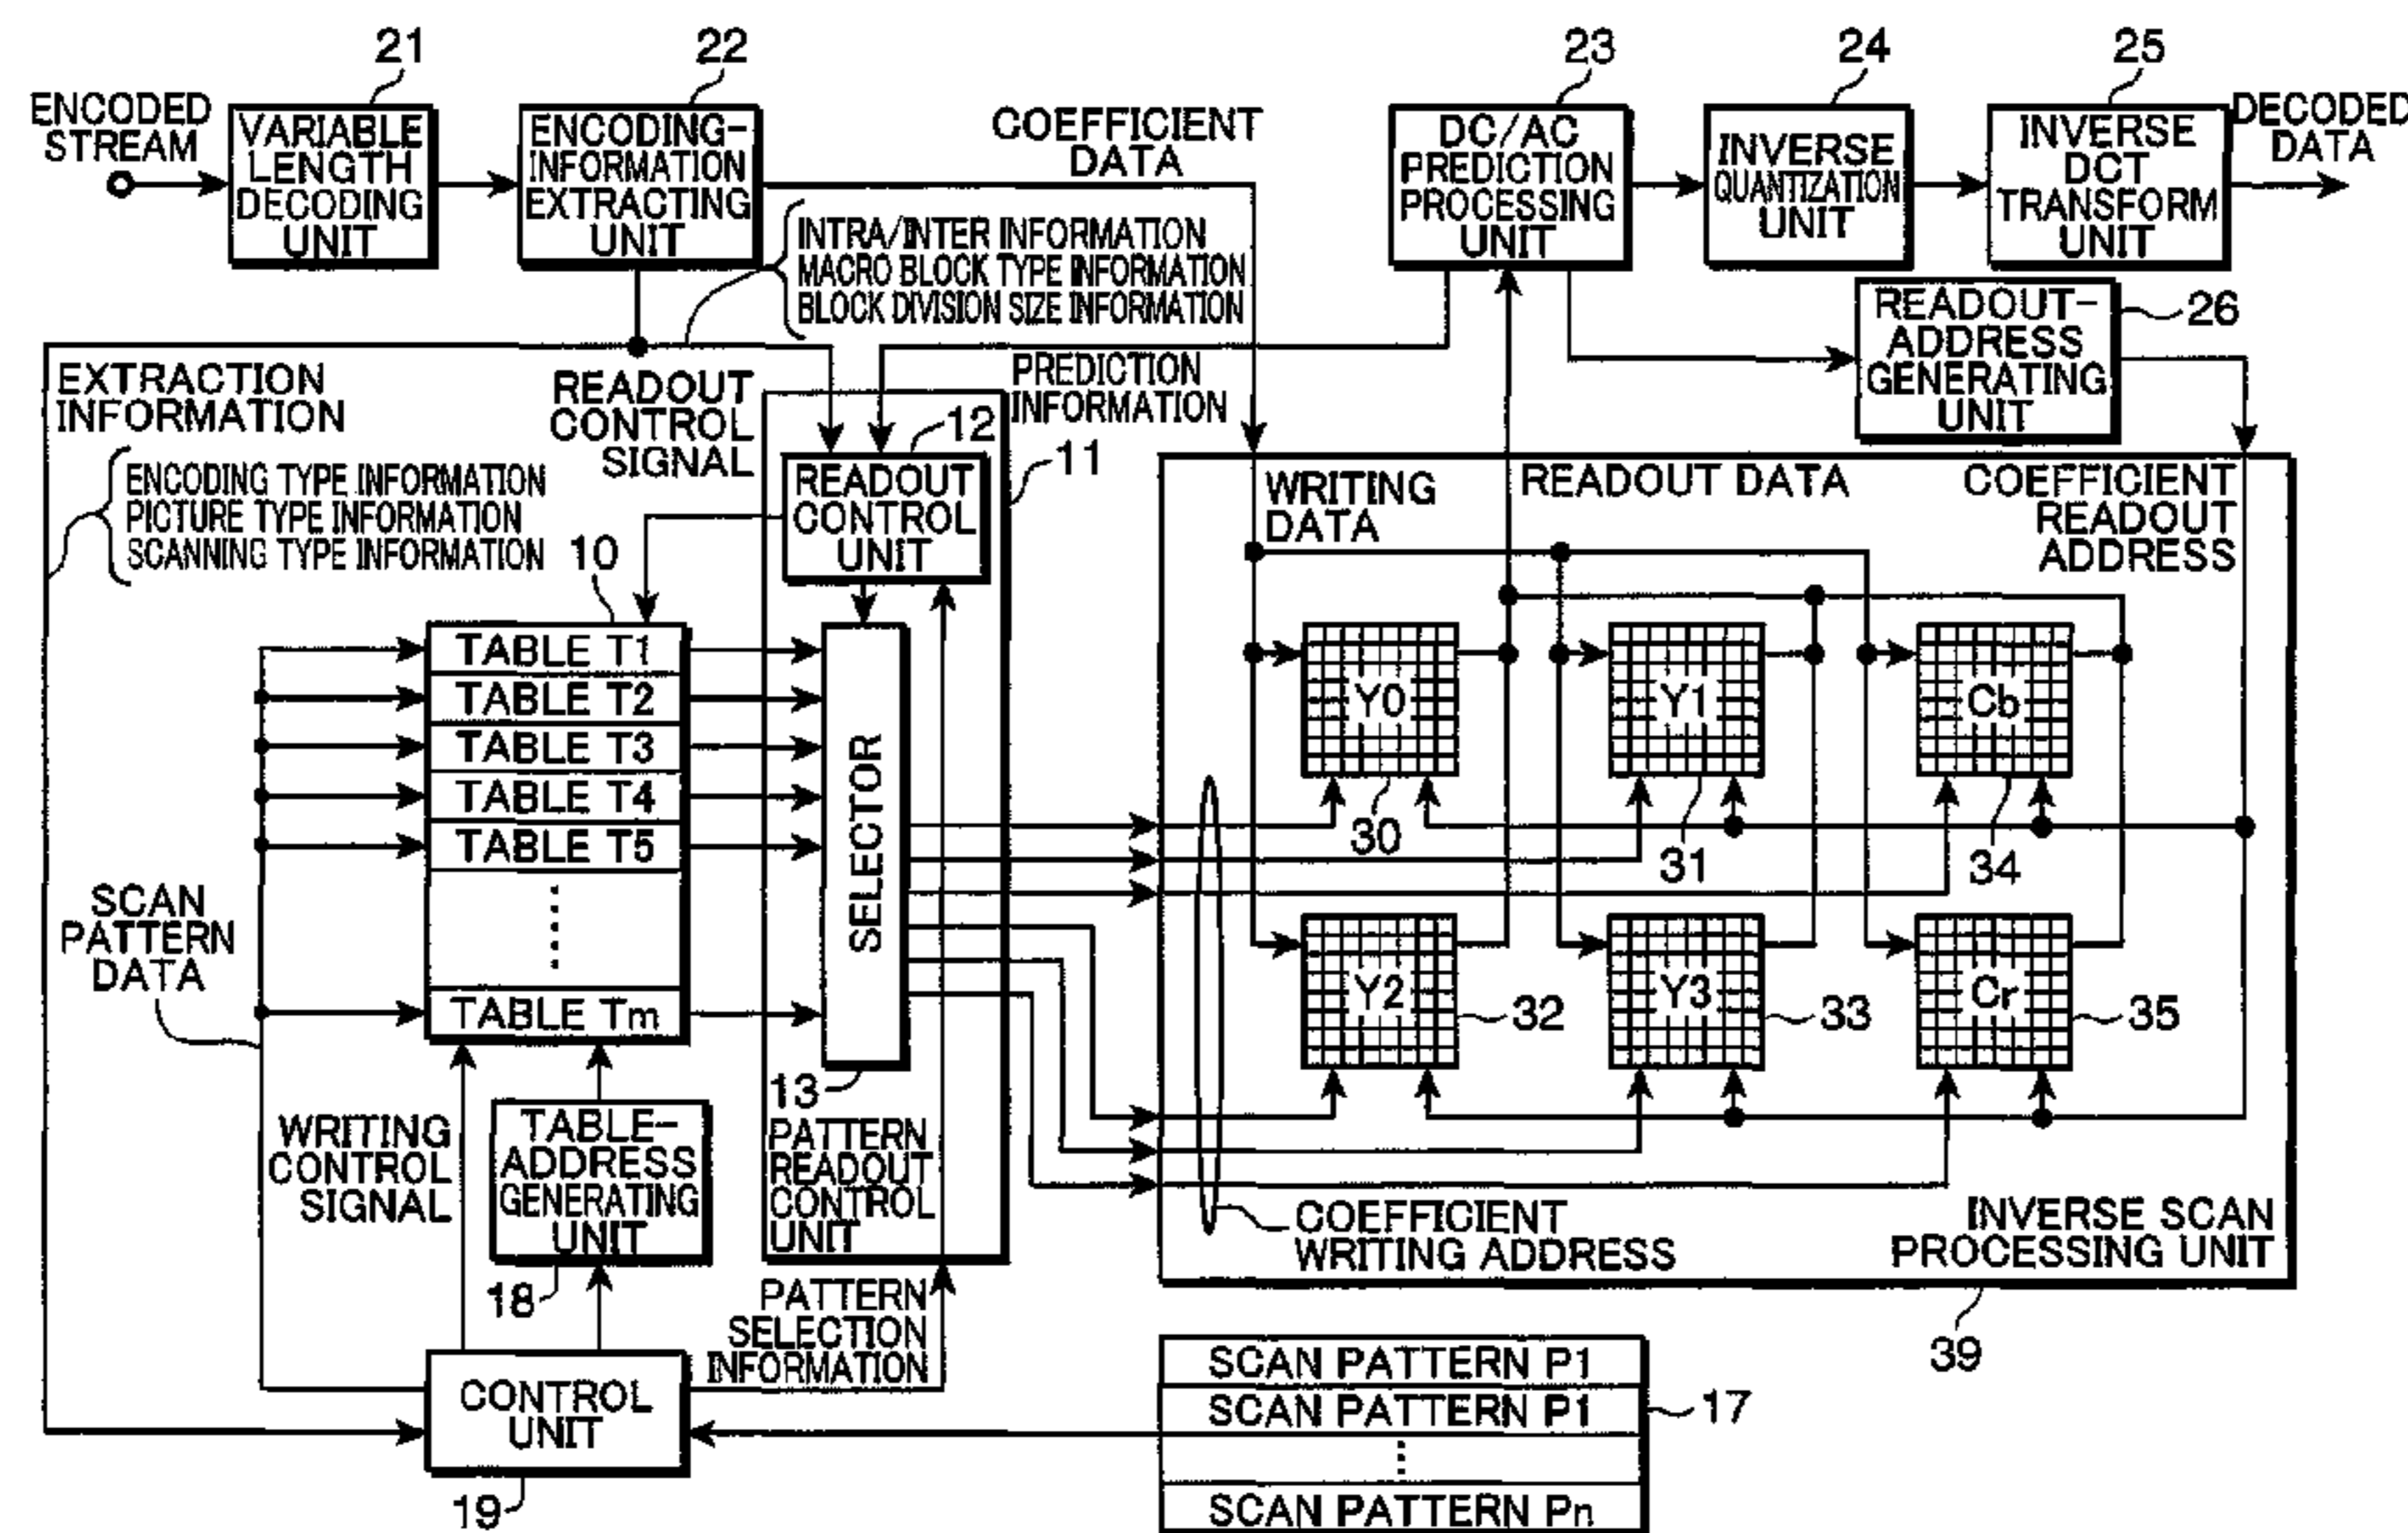 21
22
23
24
25
ENCODED
STREAM
VARIABLE
LENGTH
DECODING
UNIT
ENCODING-
INFORMATION
EXTRACTING
UNIT
COEFFICIENT
DATA
DC/AC
PREDICTION
PROCESSING
UNIT
INVERSE
QUANTIZATION
UNIT
INVERSE
DCT
TRANSFORM
UNIT
DECODED
DATA
INTRA/INTER INFORMATION
MACRO BLOCK TYPE INFORMATION
BLOCK DIVISION SIZE INFORMATION
READOUT-
ADDRESS
GENERATING
UNIT
26
EXTRACTION
INFORMATION
READOUT
CONTROL
SIGNAL
PREDICTION
INFORMATION
12
11
ENCODING TYPE INFORMATION
PICTURE TYPE INFORMATION
SCANNING TYPE INFORMATION
READOUT
CONTROL
UNIT
WRITING
DATA
READOUT DATA
COEFFICIENT
READOUT
ADDRESS
10
TABLE T1
TABLE T2
TABLE T3
TABLE T4
TABLE T5
TABLE Tm
SELECTOR
13
Y0
Y1
Cb
30
31
34
Y2
Y3
Cr
32
33
35
SCAN
PATTERN
DATA
WRITING
CONTROL
SIGNAL
TABLE-
ADDRESS
GENERATING
UNIT
18
PATTERN
READOUT
CONTROL
UNIT
COEFFICIENT
WRITING ADDRESS
INVERSE SCAN
PROCESSING UNIT
39
PATTERN
SELECTION
INFORMATION
CONTROL
UNIT
19
SCAN PATTERN P1
SCAN PATTERN P1
SCAN PATTERN Pn
17